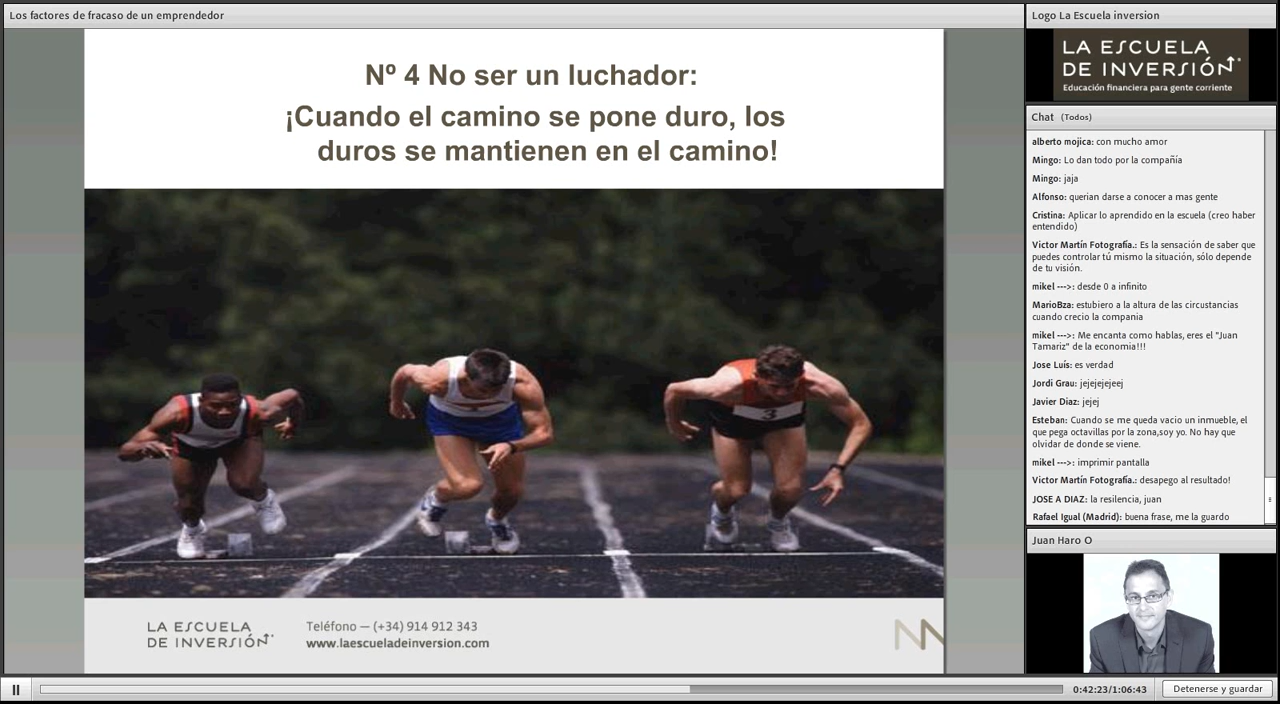 Los factores de fracaso de un emprendedor
Nº 4 No ser un luchador:
¡Cuando el camino se pone duro, los
duros se mantienen en el camino!
3
LA ESCUELA
DE INVERSIÓN
Teléfono — (+34) 914 912 343
www.laescueladeinversion.com
Logo La Escuela inversion
LA ESCUELA
DE INVERSIÓN
Educación financiera para gente corriente
Chat (Todos)
alberto mojica: con mucho amor
Mingo: Lo dan todo por la compañía
Mingo: jaja
Alfonso: querian darse a conocer a mas gente
Cristina: Aplicar lo aprendido en la escuela (creo haber
entendido)
Victor Martín Fotografía.: Es la sensación de saber que
puedes controlar tú mismo la situación, sólo depende
de tu visión.
mikel --->: desde 0 a infinito
MarioBza: estubiero a la altura de las circustancias
cuando crecio la compania
mikel --->: Me encanta como hablas, eres el "Juan
Tamariz" de la economia!!!
Jose Luís: es verdad
Jordi Grau: jejejejejeej
Javier Diaz: jejej
Esteban: Cuando se me queda vacio un inmueble, el
que pega octavillas por la zona,soy yo. No hay que
olvidar de donde se viene.
mikel --->: imprimir pantalla
Victor Martín Fotografía.: desapego al resultado!
JOSE A DIAZ: la resilencia, juan
Rafael Igual (Madrid): buena frase, me la guardo
Juan Haro O
0:42:23/1:06:43
Detenerse y guardar